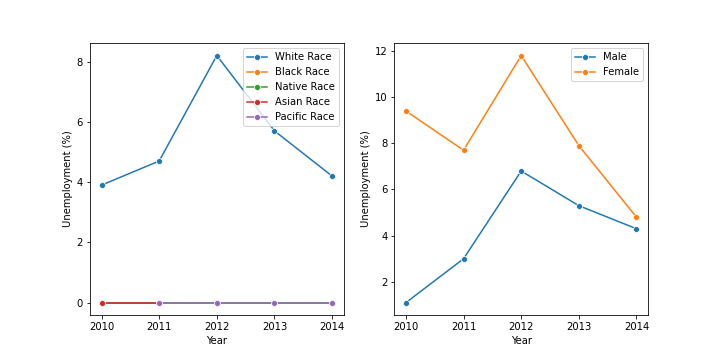 8
6
4
2
0
Unemployment (%)
2010 2011 2012 2013 2014
Year
White Race
Black Race
Native Race
Asian Race
Pacific Race
12
10
8
6
4
2
Unemployment (%)
2010 2011 2012 2013 2014
Year
Male
Female